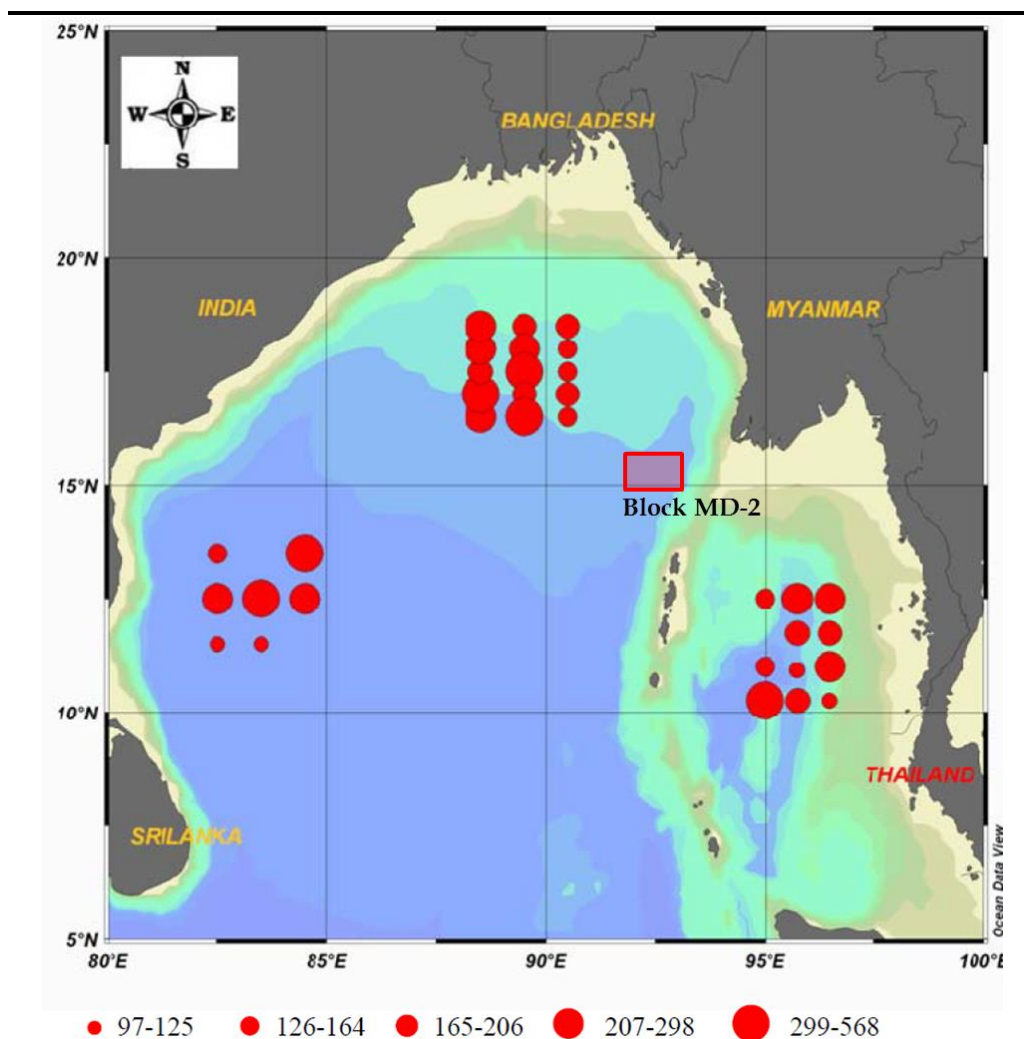 25°N
N
W E
S
BANGLADESH
20°N
INDIA
MYANMAR
15°N
Block MD-2
10°N
THAILAND
SRILANKA
Ocean Data View
5°N
80°E 85°E 90°E 95°E 100°E
97-125 126-164 165-206 207-298 299-568